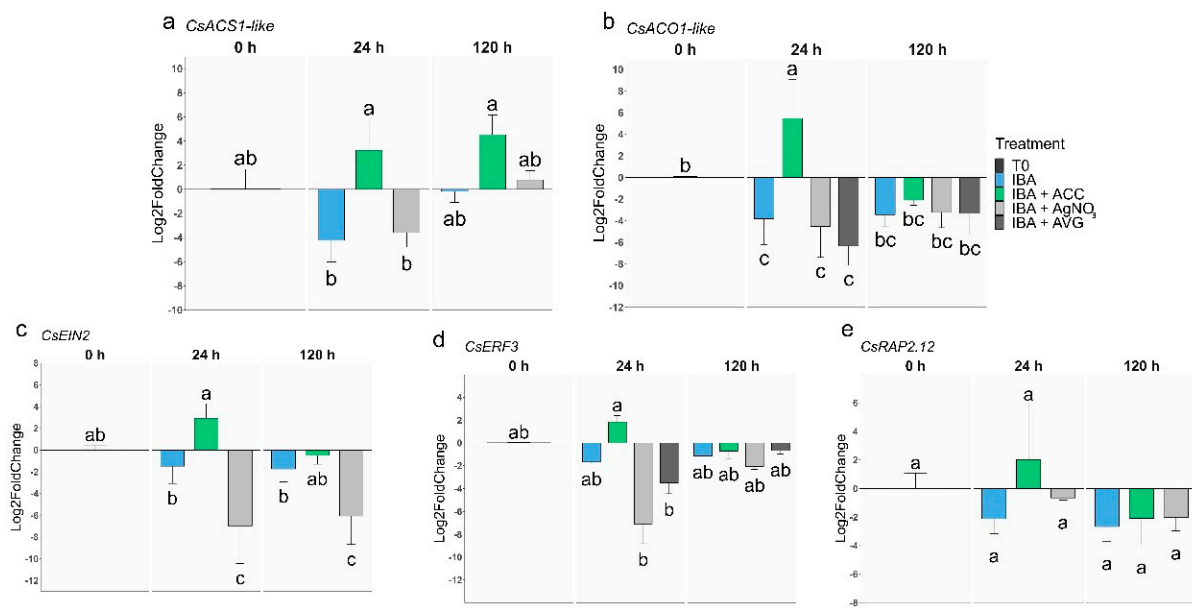 a CsACS1-like
0 h 24 h 120 h
Log2FoldChange
10
8
6
4
2
0
-2
-4
-6
-8
-10
ab
b
a
b
ab
a
ab
b CsACO1-like
0 h 24 h 120 h
Log2FoldChange
10
8
6
4
2
0
-2
-4
-6
-8
-10
-12
b
c
a
c
c
bc
bc
bc
bc
Treatment
T0
IBA
IBA + ACC
IBA + AgNO3
IBA + AVG
c CsEIN2
0 h 24 h 120 h
Log2FoldChange
8
6
4
2
0
-2
-4
-6
-8
-10
-12
ab
b
a
c
b
ab
c
d CsERF3
0 h 24 h 120 h
Log2FoldChange
4
2
0
-2
-4
-6
-8
-10
-12
ab
ab
a
b
b
ab
ab
ab
ab
e CsRAP2.12
0 h 24 h 120 h
Log2FoldChange
6
4
2
0
-2
-4
-6
-8
a
a
a
a
a
a
a